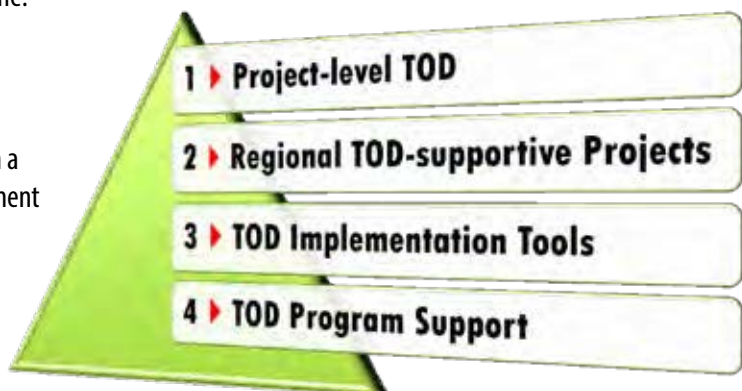 1 Project-level TOD
2 Regional TOD-supportive Projects
a
3 TOD Implementation Tools
4 TOD Program Support